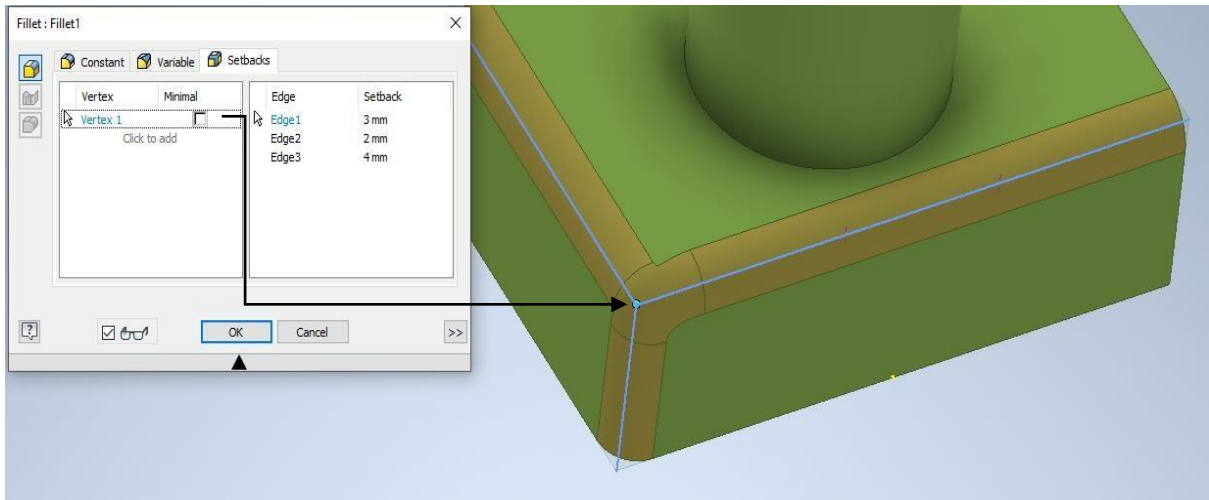 Fillet : Fillet1
Constant Variable Setbacks
Vertex Minimal Edge Setback
Vertex 1 Edge1 3 mm
Click to add Edge2 2 mm
Edge3 4 mm
? OK Cancel >>